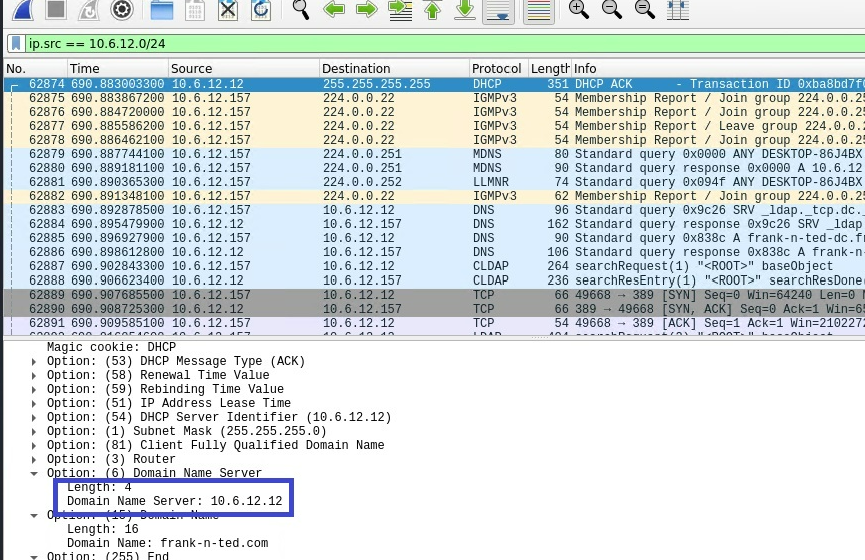 ip.src == 10.6.12.0/24
No. Time Source Destination Protocol Length Info
62874 690.883003300 10.6.12.12 255.255.255.255 DHCP 351 DHCP ACK - Transaction ID 0xba8bd7f
62875 690.883867200 10.6.12.157 224.0.0.22 IGMPv3 54 Membership Report / Join group 224.0.0.25
62876 690.884720000 10.6.12.157 224.0.0.22 IGMPv3 54 Membership Report / Join group 224.0.0.25
62877 690.885586200 10.6.12.157 224.0.0.22 IGMPv3 54 Membership Report / Leave group 224.0.0.2
62878 690.886462100 10.6.12.157 224.0.0.22 IGMPv3 54 Membership Report / Join group 224.0.0.25
62879 690.887744100 10.6.12.157 224.0.0.251 MDNS 80 Standard query 0x0000 ANY DESKTOP-86J4BX
62880 690.889181100 10.6.12.157 224.0.0.251 MDNS 90 Standard query response 0x0000 A 10.6.12
62881 690.890365300 10.6.12.157 224.0.0.252 LLMNR 74 Standard query 0x094f ANY DESKTOP-86J4BX
62882 690.891348100 10.6.12.157 224.0.0.22 IGMPv3 62 Membership Report / Join group 224.0.0.25
62883 690.892878500 10.6.12.157 10.6.12.12 DNS 96 Standard query 0x9c26 SRV _ldap._tcp.dc._
62884 690.895479900 10.6.12.12 10.6.12.157 DNS 162 Standard query response 0x9c26 SRV _ldap
62885 690.896927900 10.6.12.157 10.6.12.12 DNS 90 Standard query 0x838c A frank-n-ted-dc.fr
62886 690.898612800 10.6.12.12 10.6.12.157 DNS 106 Standard query response 0x838c A frank-n-
62887 690.902843300 10.6.12.157 10.6.12.12 CLDAP 264 searchRequest(1) "<ROOT>" baseObject
62888 690.906623400 10.6.12.12 10.6.12.157 CLDAP 236 searchResEntry(1) "<ROOT>" searchResDone
62889 690.907685500 10.6.12.157 10.6.12.12 TCP 66 49668 → 389 [SYN] Seq=0 Win=64240 Len=0
62890 690.908725300 10.6.12.12 10.6.12.157 TCP 66 389 → 49668 [SYN, ACK] Seq=0 Ack=1 Win=65
62891 690.909585100 10.6.12.157 10.6.12.12 TCP 54 49668 → 389 [ACK] Seq=1 Ack=1 Win=2102272
Magic cookie: DHCP
Option: (53) DHCP Message Type (ACK)
Option: (58) Renewal Time Value
Option: (59) Rebinding Time Value
Option: (51) IP Address Lease Time
Option: (54) DHCP Server Identifier (10.6.12.12)
Option: (1) Subnet Mask (255.255.255.0)
Option: (81) Client Fully Qualified Domain Name
Option: (3) Router
Option: (6) Domain Name Server
Length: 4
Domain Name Server: 10.6.12.12
Option: (15) Domain Name
Length: 16
Domain Name: frank-n-ted.com
Option: (255) End